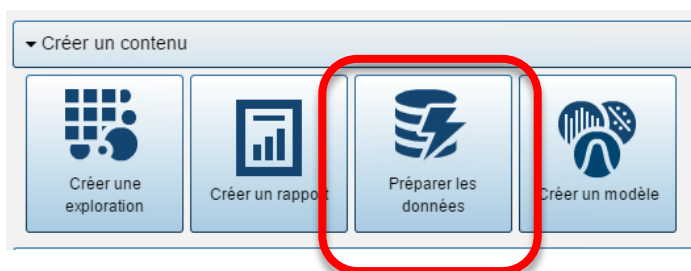 Créer un contenu
Créer une
exploration
Créer un rapport
Préparer les
données
Créer un modèle